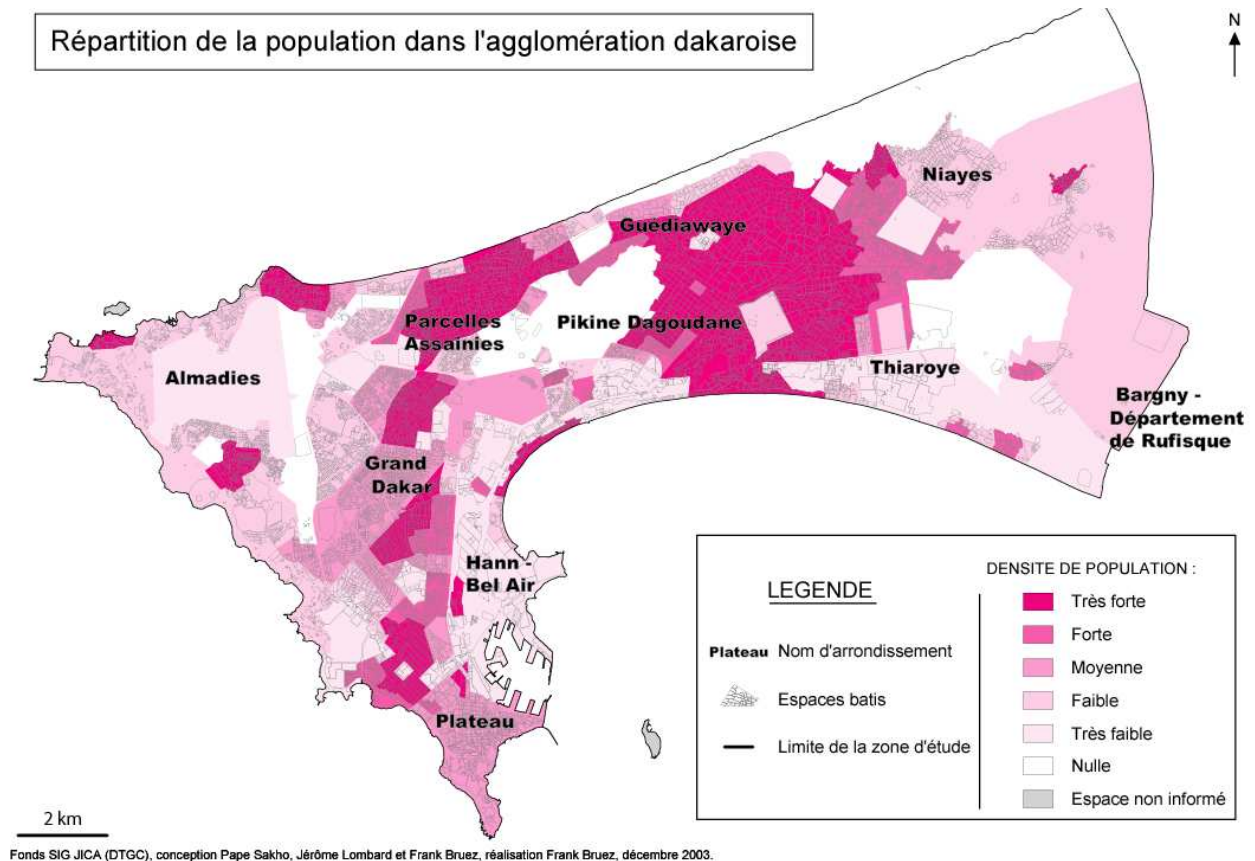 Répartition de la population dans l'agglomération dakaroise
N
Niayes
Guédiawaye
Parcelles
Assainies
Pikine Dagoudane
Almadies
Thiaroye
Bargny -
Département
de Rufisque
Grand
Dakar
Hann -
Bel Air
Plateau
LEGENDE
Plateau Nom d'arrondissement
Espaces batis
Limite de la zone d'étude
DENSITE DE POPULATION :
Très forte
Forte
Moyenne
Faible
Très faible
Nulle
Espace non informé
2 km
Fonds SIG JICA (DTGC), conception Pape Sakho, Jérôme Lombard et Frank Bruez, réalisation Frank Bruez, décembre 2003.